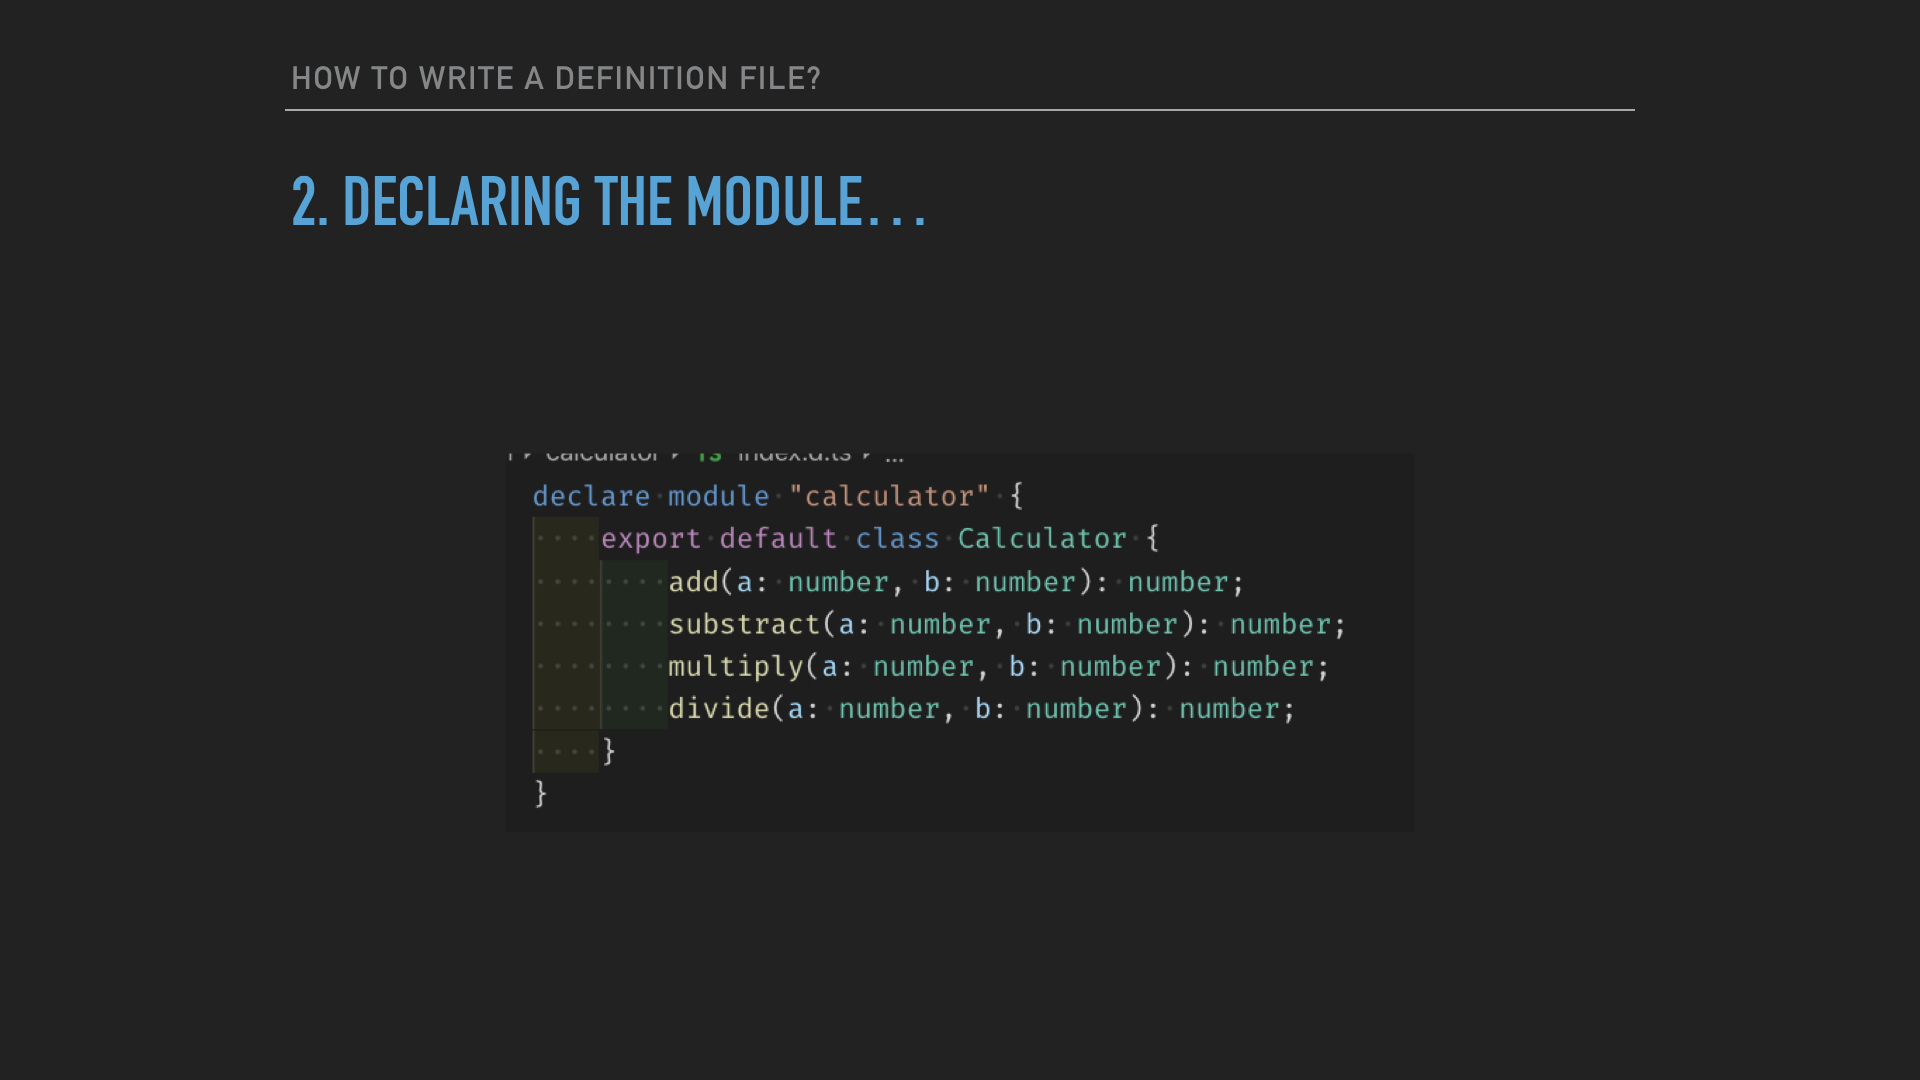 HOW TO WRITE A DEFINITION FILE?
2. DECLARING THE MODULE...
calculator TS index.d.ts ...
declare module "calculator" {
export default class Calculator {
add(a: number, b: number): number;
substract(a: number, b: number): number;
multiply(a: number, b: number): number;
divide(a: number, b: number): number;
}
}